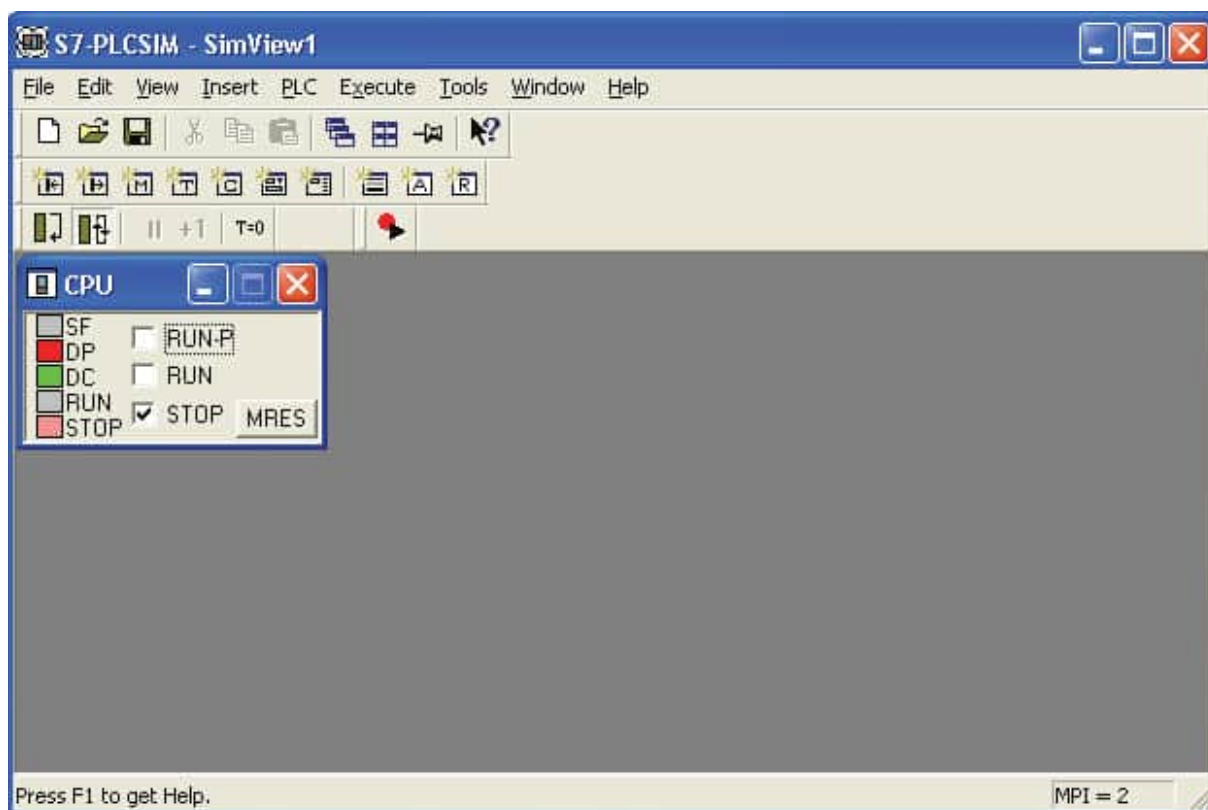 S7-PLCSIM - SimView1
File Edit View Insert PLC Execute Tools Window Help
M T C A R
+1 T=0
CPU
SF
DP
DC
RUN
STOP
RUN-P
RUN
STOP MRES
Press F1 to get Help.
MPI = 2